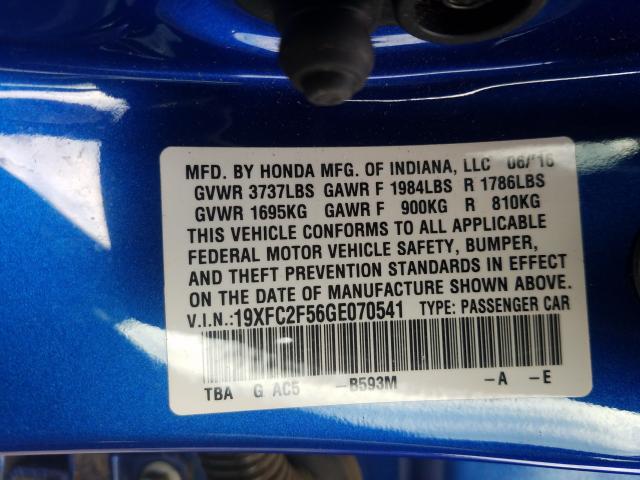 MFD. BY HONDA MFG. OF INDIANA, LLC 06/'16
GVWR 3737LBS GAWR F 1984LBS R 1786LBS
GVWR 1695KG GAWR F 900KG R 810KG
THIS VEHICLE CONFORMS TO ALL APPLICABLE
FEDERAL MOTOR VEHICLE SAFETY, BUMPER,
AND THEFT PREVENTION STANDARDS IN EFFECT
ON THE DATE OF MANUFACTURE SHOWN ABOVE.
V.I.N.:19XFC2F56GE070541 TYPE: PASSENGER CAR
TBA G AC5 –B593M –A –E